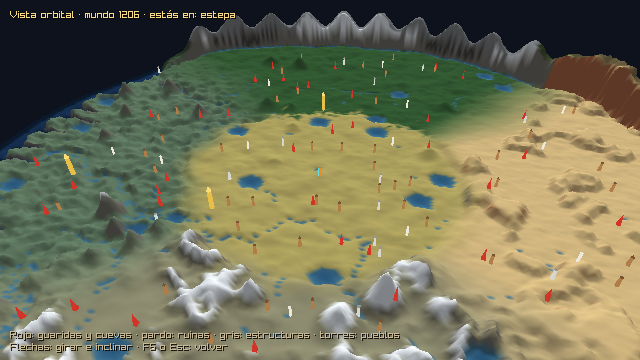 Vista orbital · mundo 1206 · estás en: estepa
Rojo: guaridas y cuevas · pardo: ruinas · gris: estructuras · torres: pueblos
Flechas: girar e inclinar · F5 o Esc: volver